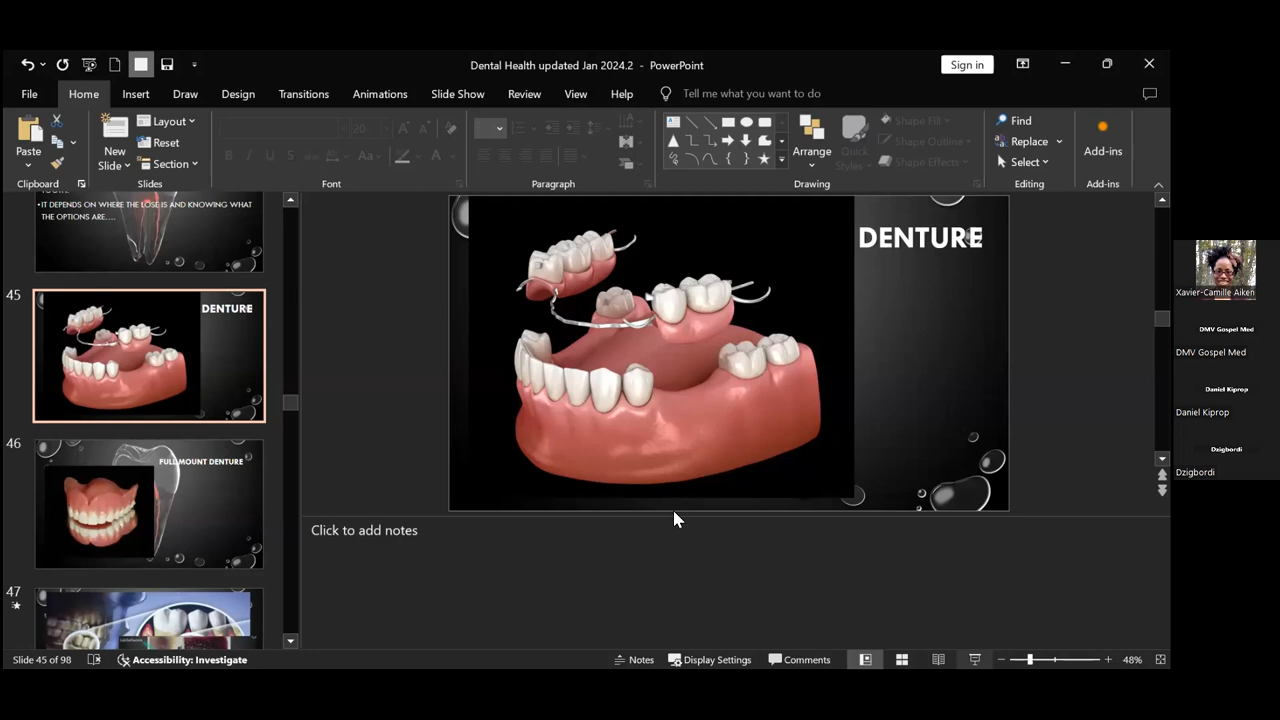 Dental Health updated Jan 2024.2 - PowerPoint
Sign in
File Home Insert Draw Design Transitions Animations Slide Show Review View Help Tell me what you want to do
Paste
New Slide
Layout
Reset
Section
20
B I U S Aa A
Arrange
Quick Styles
Shape Fill
Shape Outline
Shape Effects
Find
Replace
Select
Add-ins
Clipboard Slides Font Paragraph Drawing Editing Add-ins
•IT DEPENDS ON WHERE THE LOSE IS AND KNOWING WHAT
THE OPTIONS ARE....
45
DENTURE
46
FULL MOUNT DENTURE
47
DENTURE
Click to add notes
Xavier-Camille Aiken
DMV Gospel Med
DMV Gospel Med
Daniel Kiprop
Daniel Kiprop
Dzigbordi
Dzigbordi
Slide 45 of 98 Accessibility: Investigate Notes Display Settings Comments 48%